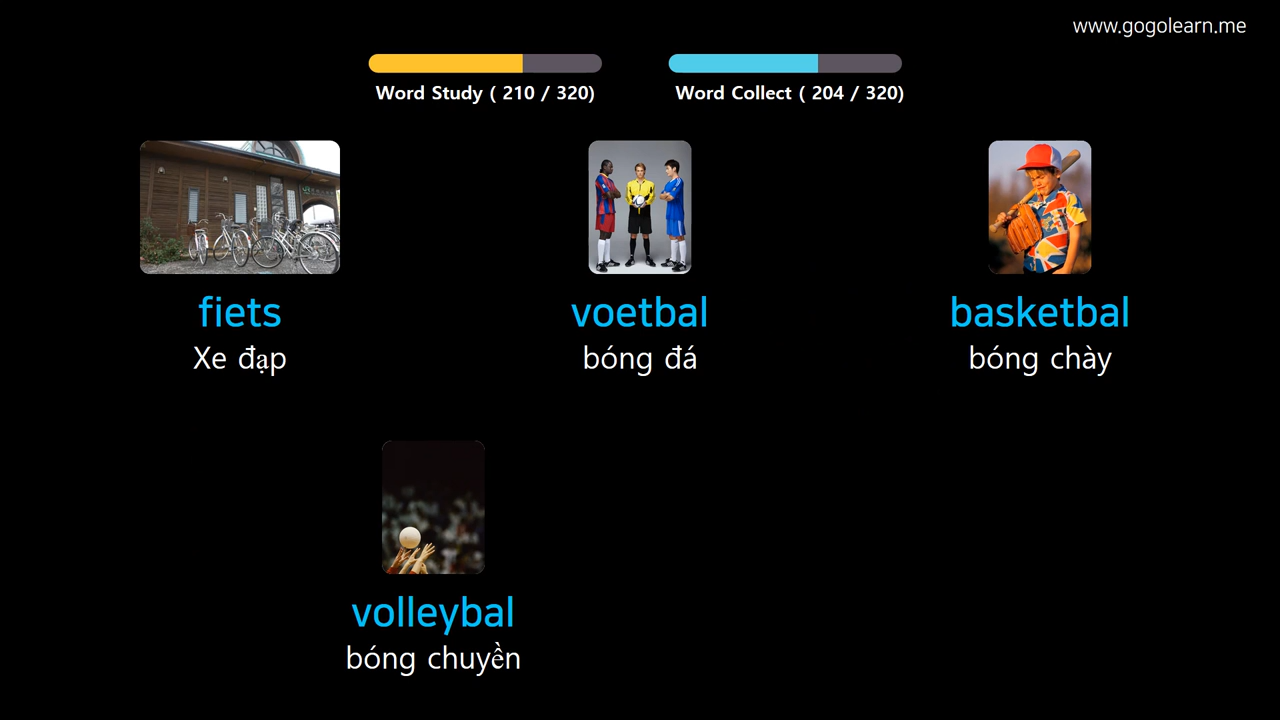 www.gogolearn.me
Word Study ( 210 / 320)
Word Collect ( 204 / 320)
fiets
Xe đạp
voetbal
bóng đá
basketbal
bóng chày
volleybal
bóng chuyền